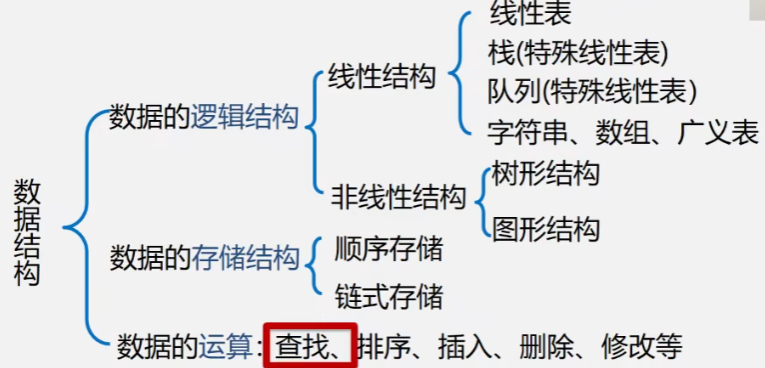 数据结构
数据的逻辑结构
线性结构
线性表
栈(特殊线性表)
队列(特殊线性表)
字符串、数组、广义表
非线性结构
树形结构
图形结构
数据的存储结构
顺序存储
链式存储
数据的运算：查找、排序、插入、删除、修改等